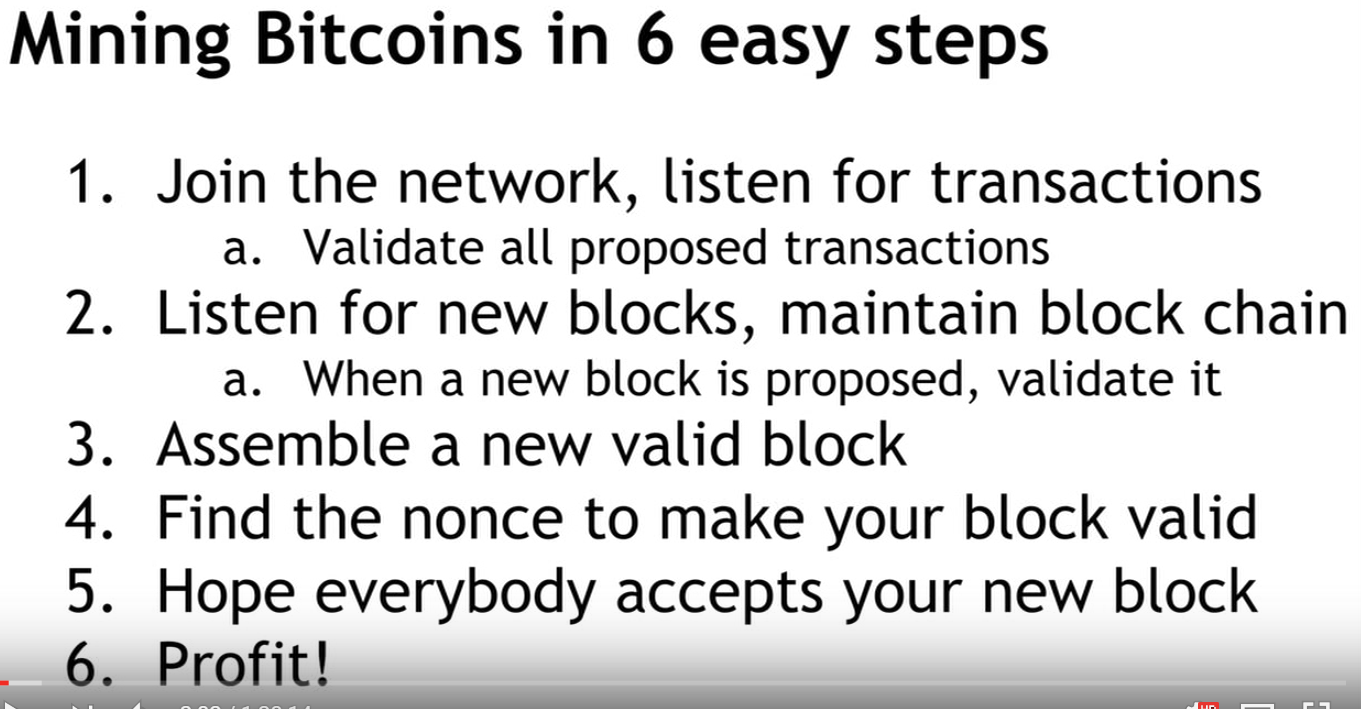 Mining Bitcoins in 6 easy steps
1. Join the network, listen for transactions
a. Validate all proposed transactions
2. Listen for new blocks, maintain block chain
a. When a new block is proposed, validate it
3. Assemble a new valid block
4. Find the nonce to make your block valid
5. Hope everybody accepts your new block
6. Profit!
HD